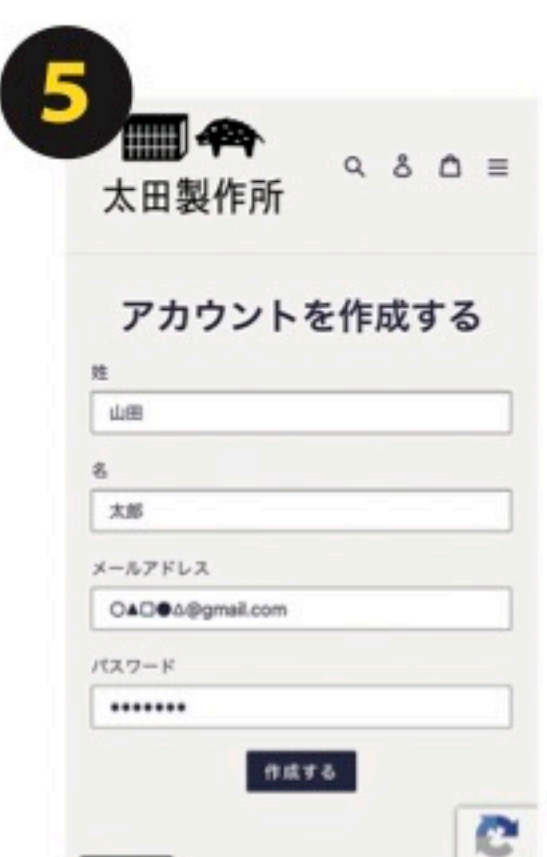 5
太田製作所
アカウントを作成する
姓
山田
名
太郎
メールアドレス
○▲□●△@gmail.com
パスワード
•••••••
作成する